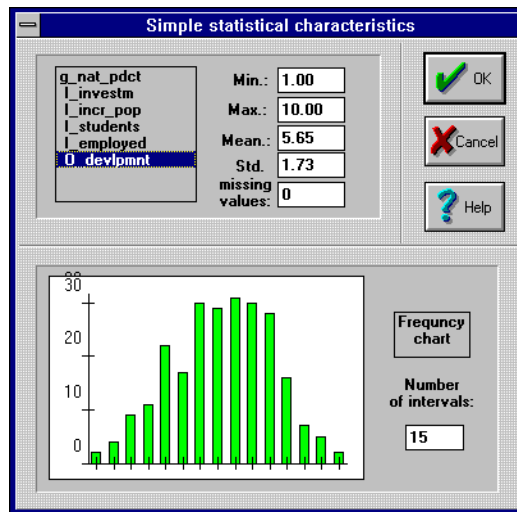 Simple statistical characteristics
g_nat_pdct
I_investm
I_incr_pop
I_students
I_employed
O_devlpmnt
Min.: 1.00
Max.: 10.00
Mean.: 5.65
Std. 1.73
missing
values: 0
OK
Cancel
? Help
30
20
10
0
Frequncy
chart
Number
of intervals:
15